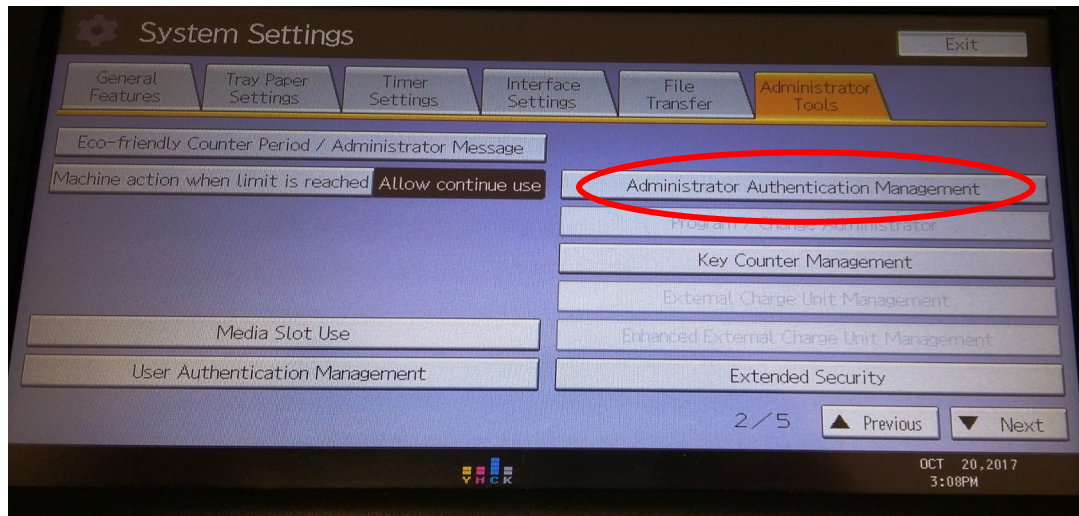 System Settings
Exit
General
Features
Tray Paper
Settings
Timer
Settings
Interface
Settings
File
Transfer
Administrator
Tools
Eco-friendly Counter Period / Administrator Message
Machine action when limit is reached Allow continue use
Administrator Authentication Management
Program / Change Administrator
Key Counter Management
External Charge Unit Management
Media Slot Use
Enhanced External Charge Unit Management
User Authentication Management
Extended Security
2/5 ▲ Previous ▼ Next
Y M C K
OCT 20,2017
3:08PM